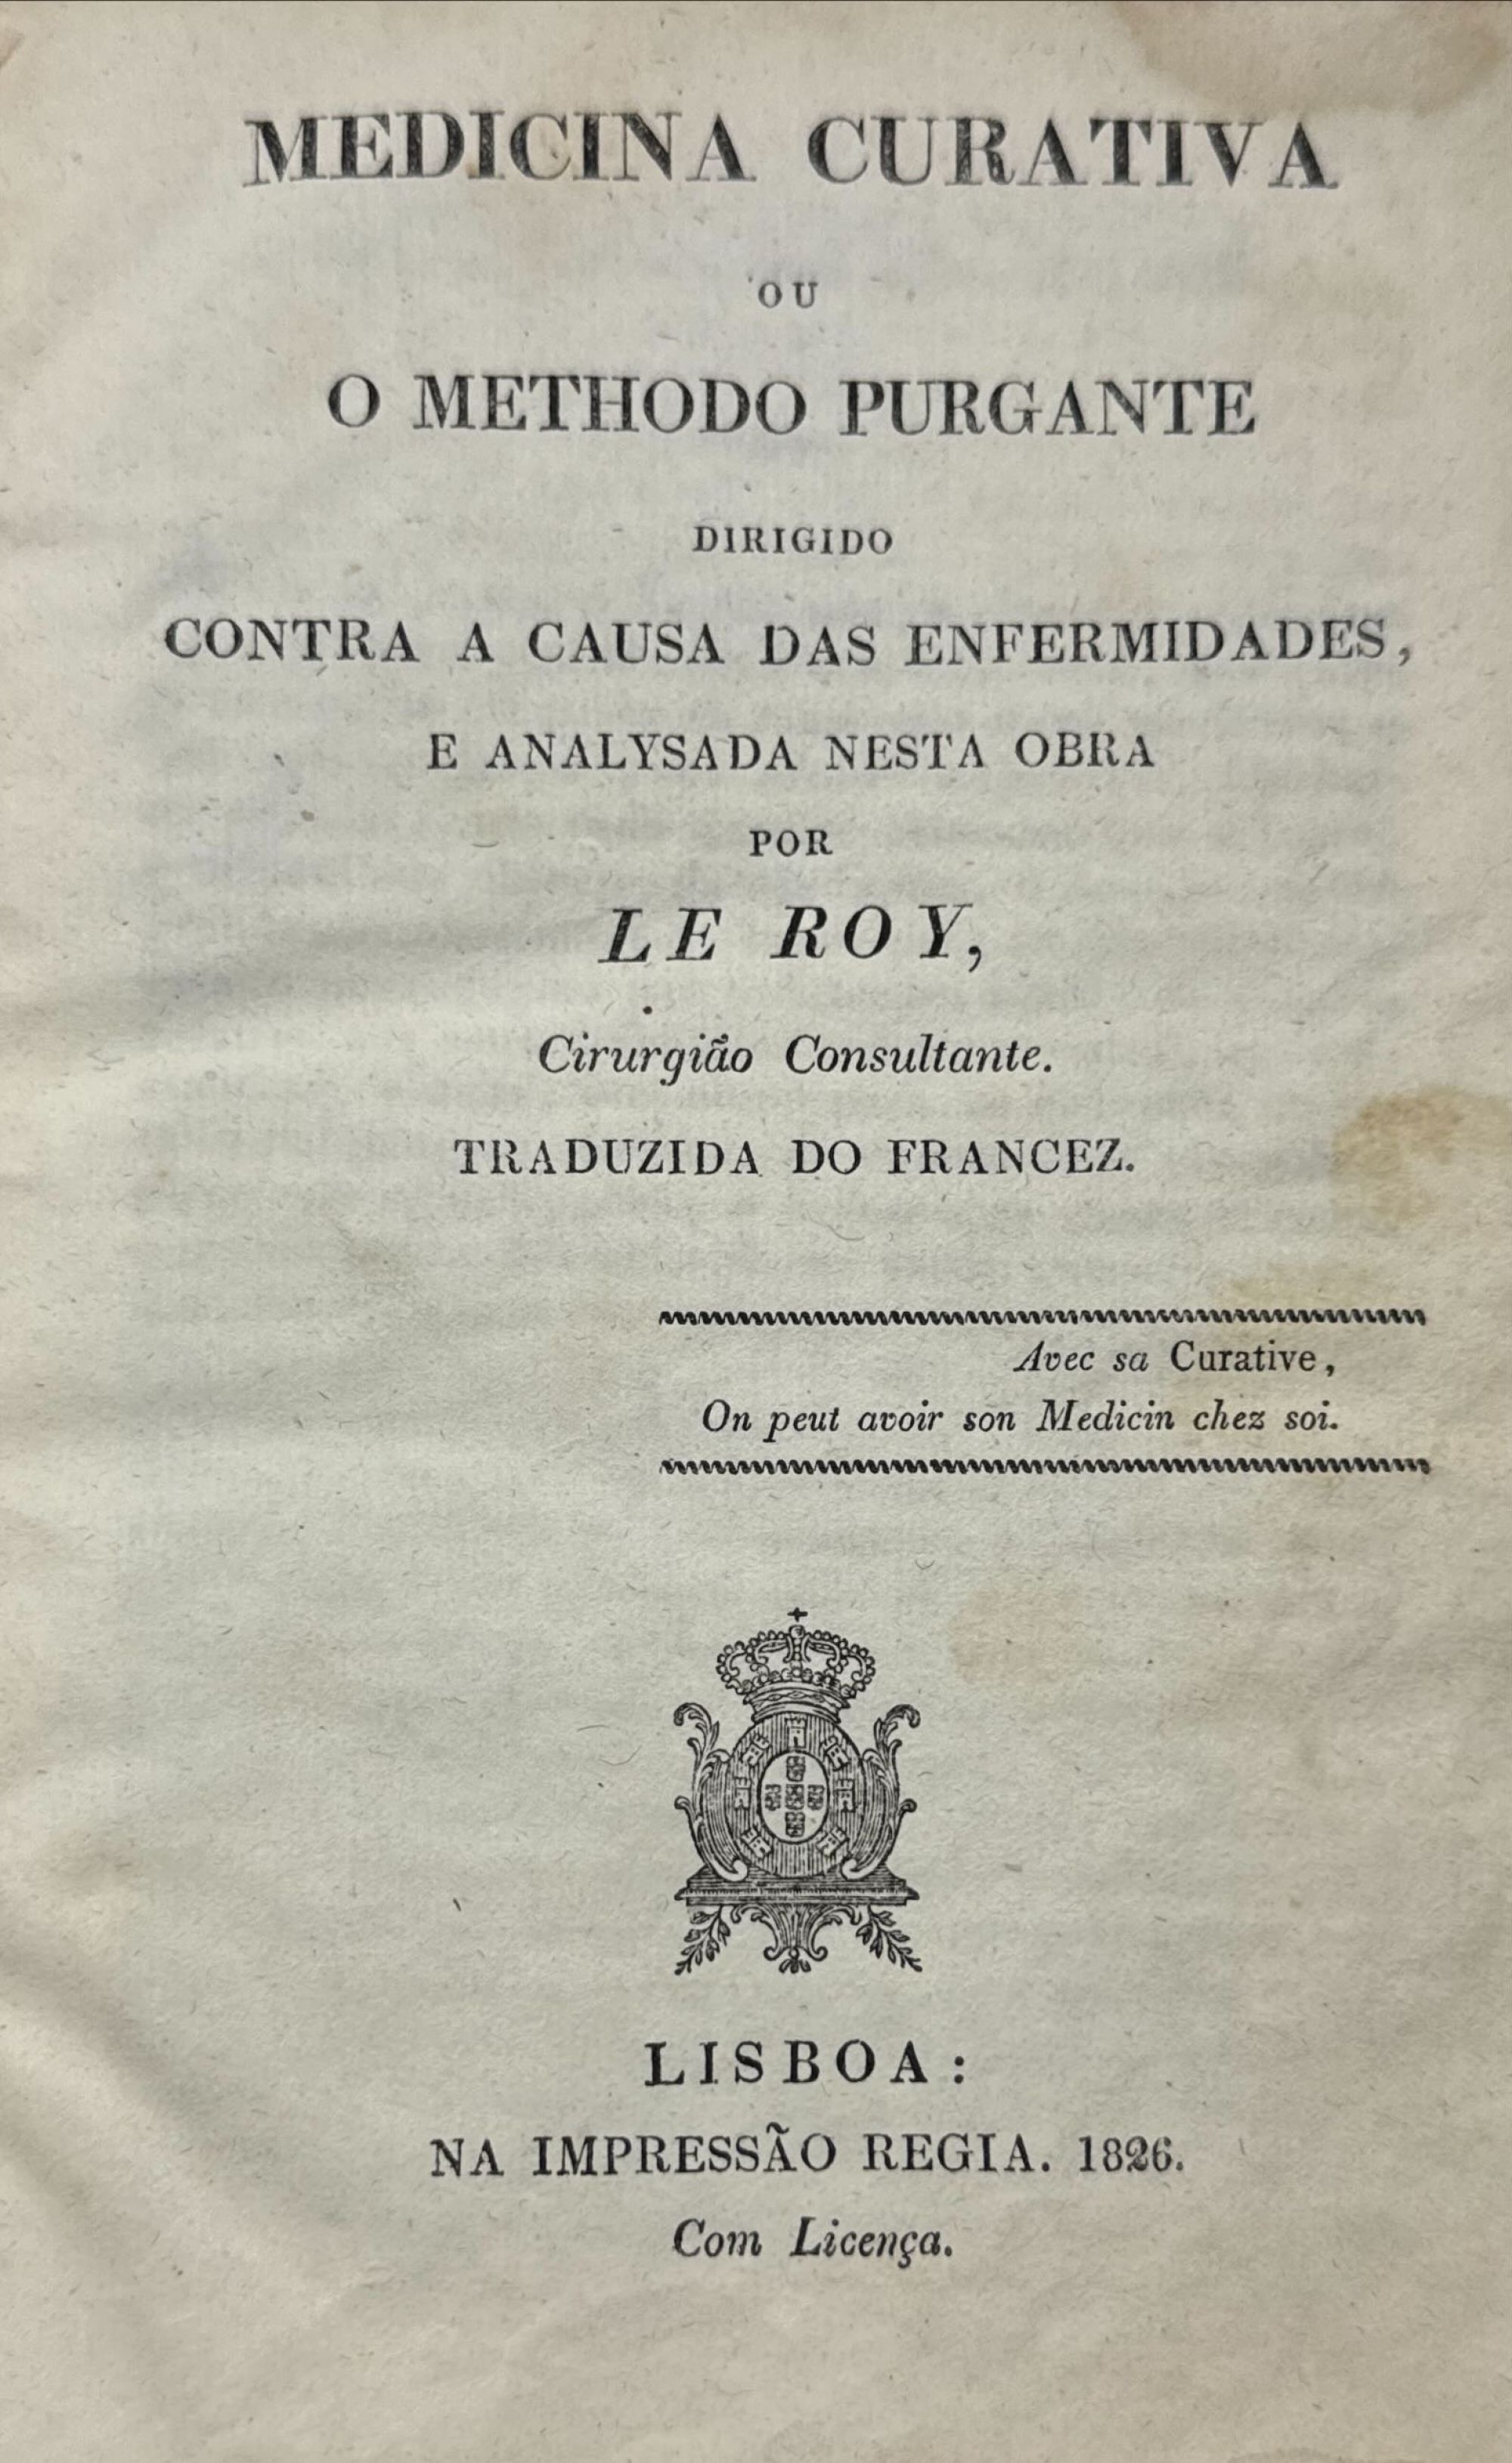 MEDICINA CURATIVA
OU
O METHODO PURGANTE
DIRIGIDO
CONTRA A CAUSA DAS ENFERMIDADES,
E ANALYSADA NESTA OBRA
POR
LE ROY,
Cirurgião Consultante.
TRADUZIDA DO FRANCEZ.
Avec sa Curative,
On peut avoir son Medicin chez soi.
LISBOA:
NA IMPRESSÃO REGIA. 1826.
Com Licença.